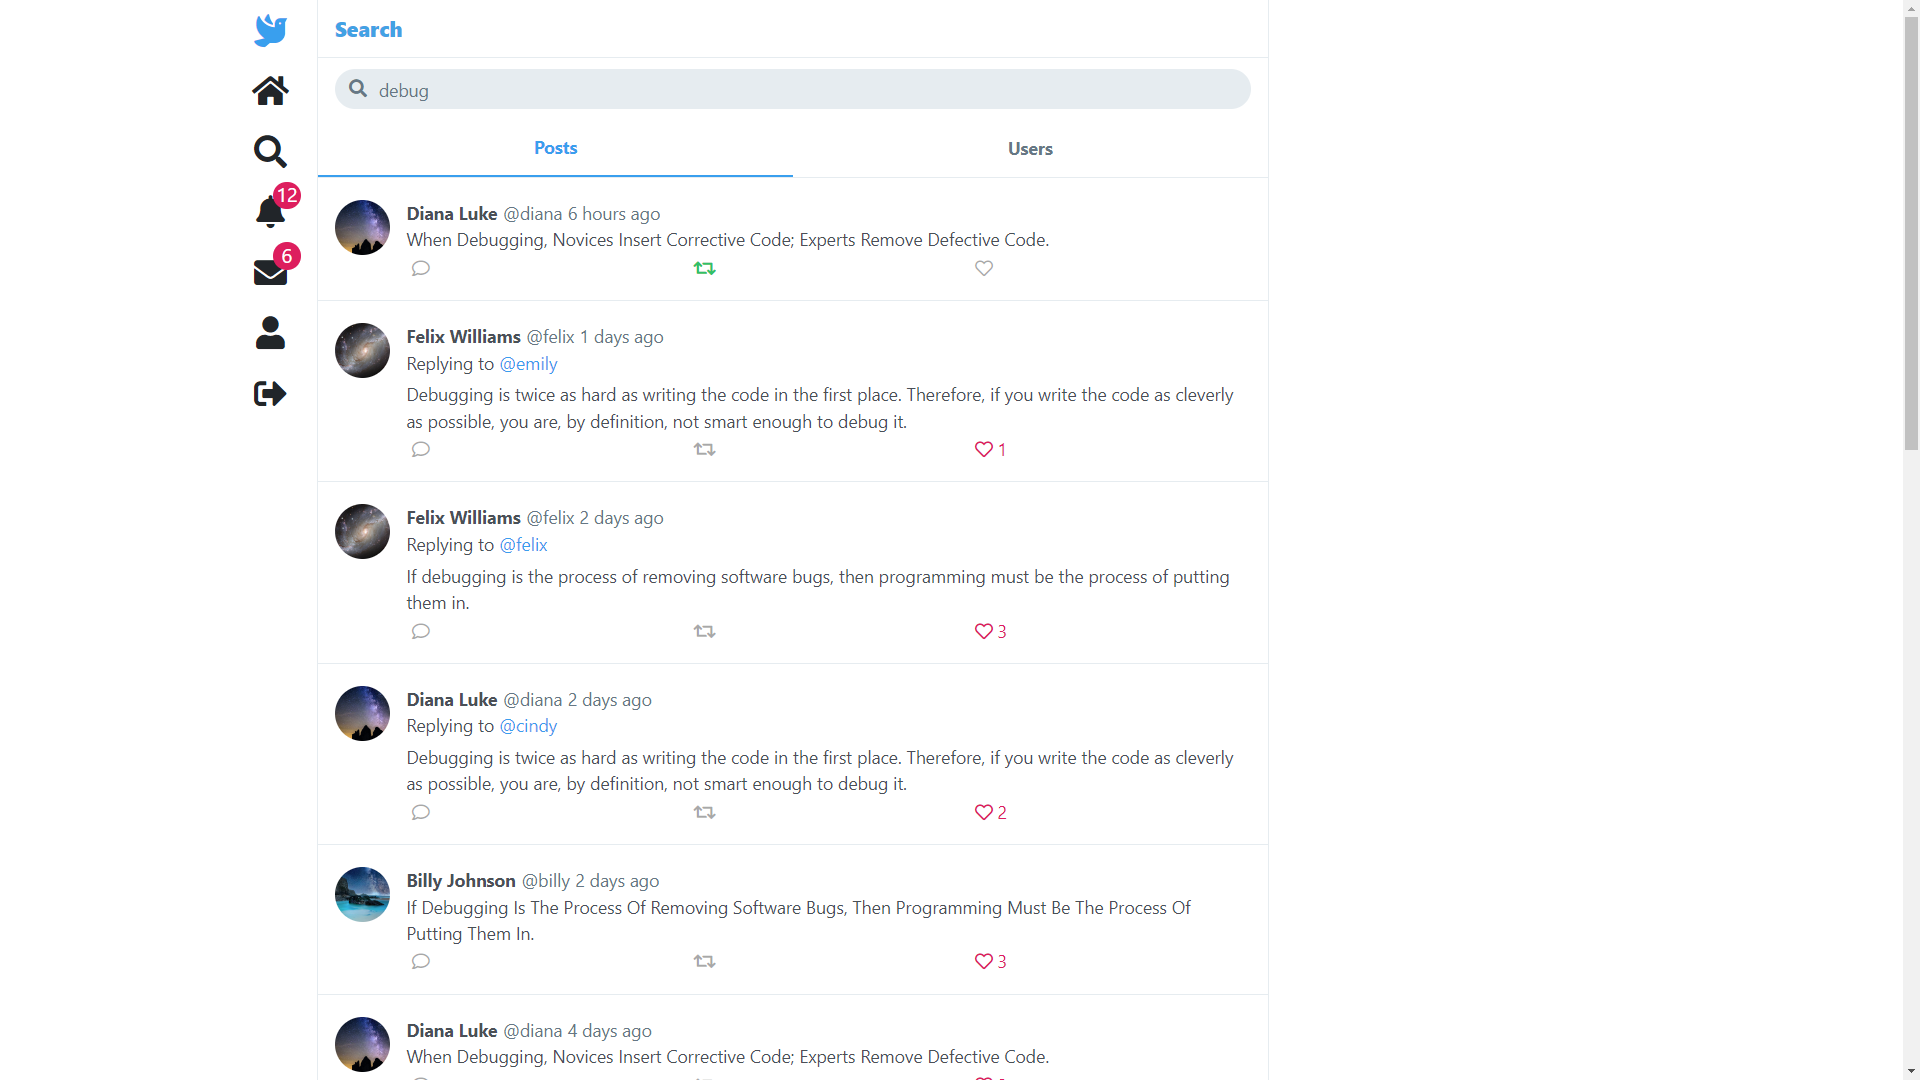 Search
debug
Posts
Users
12
6
Diana Luke @diana 6 hours ago
When Debugging, Novices Insert Corrective Code; Experts Remove Defective Code.
Felix Williams @felix 1 days ago
Replying to @emily
Debugging is twice as hard as writing the code in the first place. Therefore, if you write the code as cleverly
as possible, you are, by definition, not smart enough to debug it.
1
Felix Williams @felix 2 days ago
Replying to @felix
If debugging is the process of removing software bugs, then programming must be the process of putting
them in.
3
Diana Luke @diana 2 days ago
Replying to @cindy
Debugging is twice as hard as writing the code in the first place. Therefore, if you write the code as cleverly
as possible, you are, by definition, not smart enough to debug it.
2
Billy Johnson @billy 2 days ago
If Debugging Is The Process Of Removing Software Bugs, Then Programming Must Be The Process Of
Putting Them In.
3
Diana Luke @diana 4 days ago
When Debugging, Novices Insert Corrective Code; Experts Remove Defective Code.